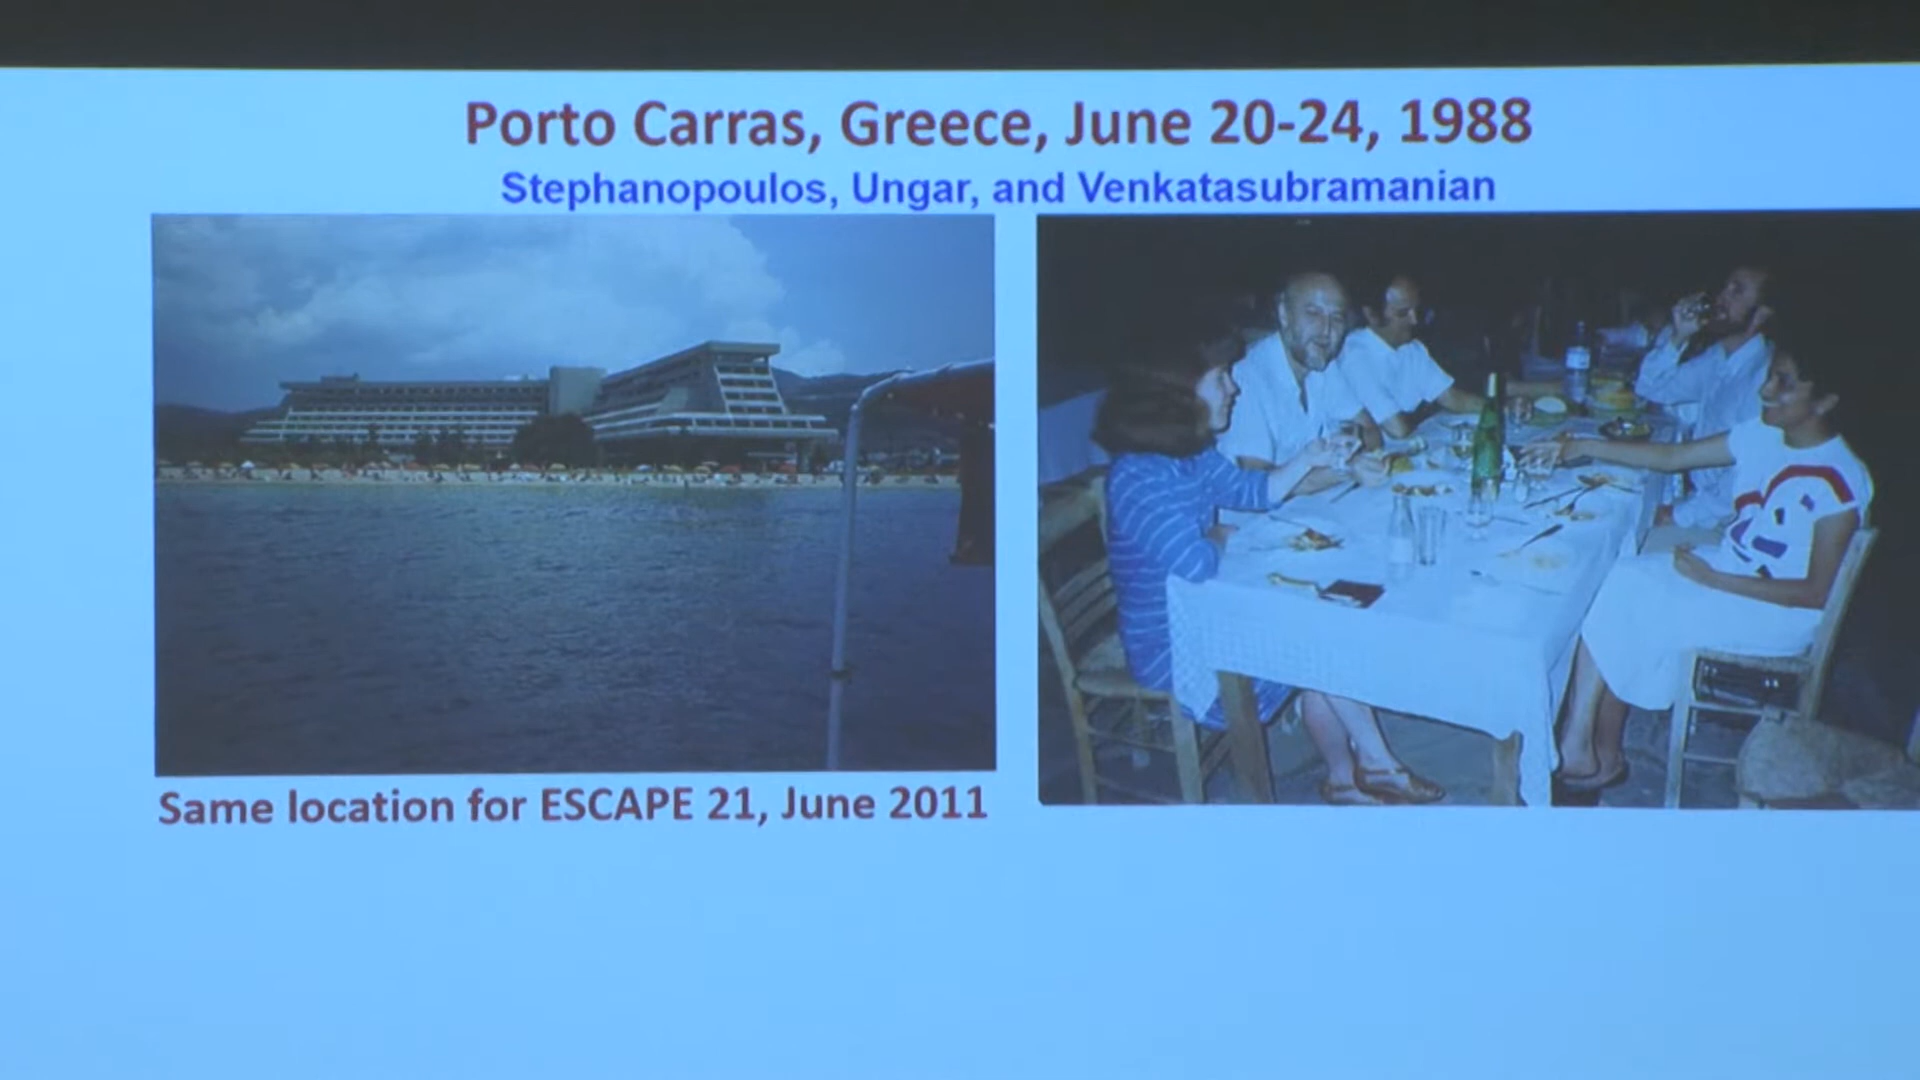 Porto Carras, Greece, June 20-24, 1988
Stephanopoulos, Ungar, and Venkatasubramanian
Same location for ESCAPE 21, June 2011